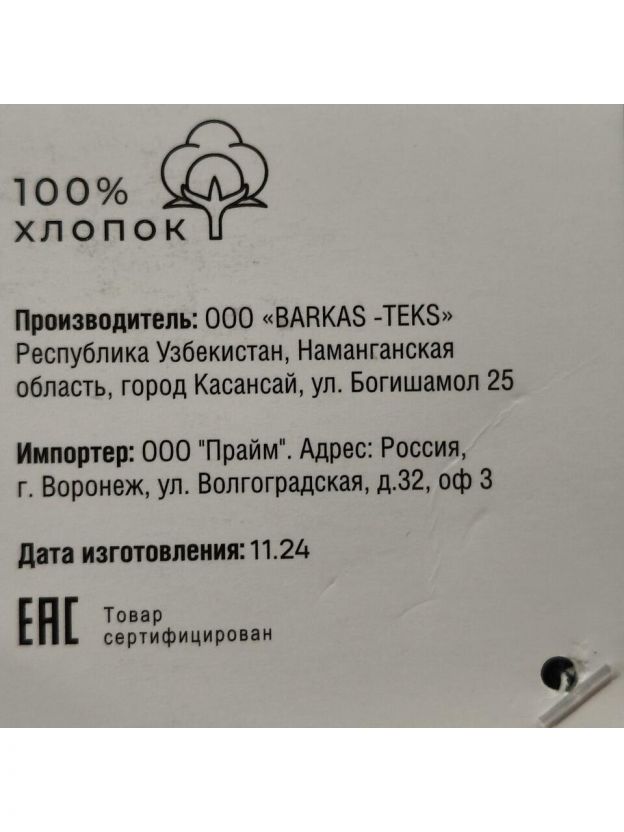 100%
ХЛОПОК
Производитель: ООО «BARKAS -TEKS»
Республика Узбекистан, Наманганская
область, город Касансай, ул. Богишамол 25
Импортер: ООО "Прайм". Адрес: Россия,
г. Воронеж, ул. Волгоградская, д.32, оф 3
Дата изготовления: 11.24
ЕАС Товар
сертифицирован